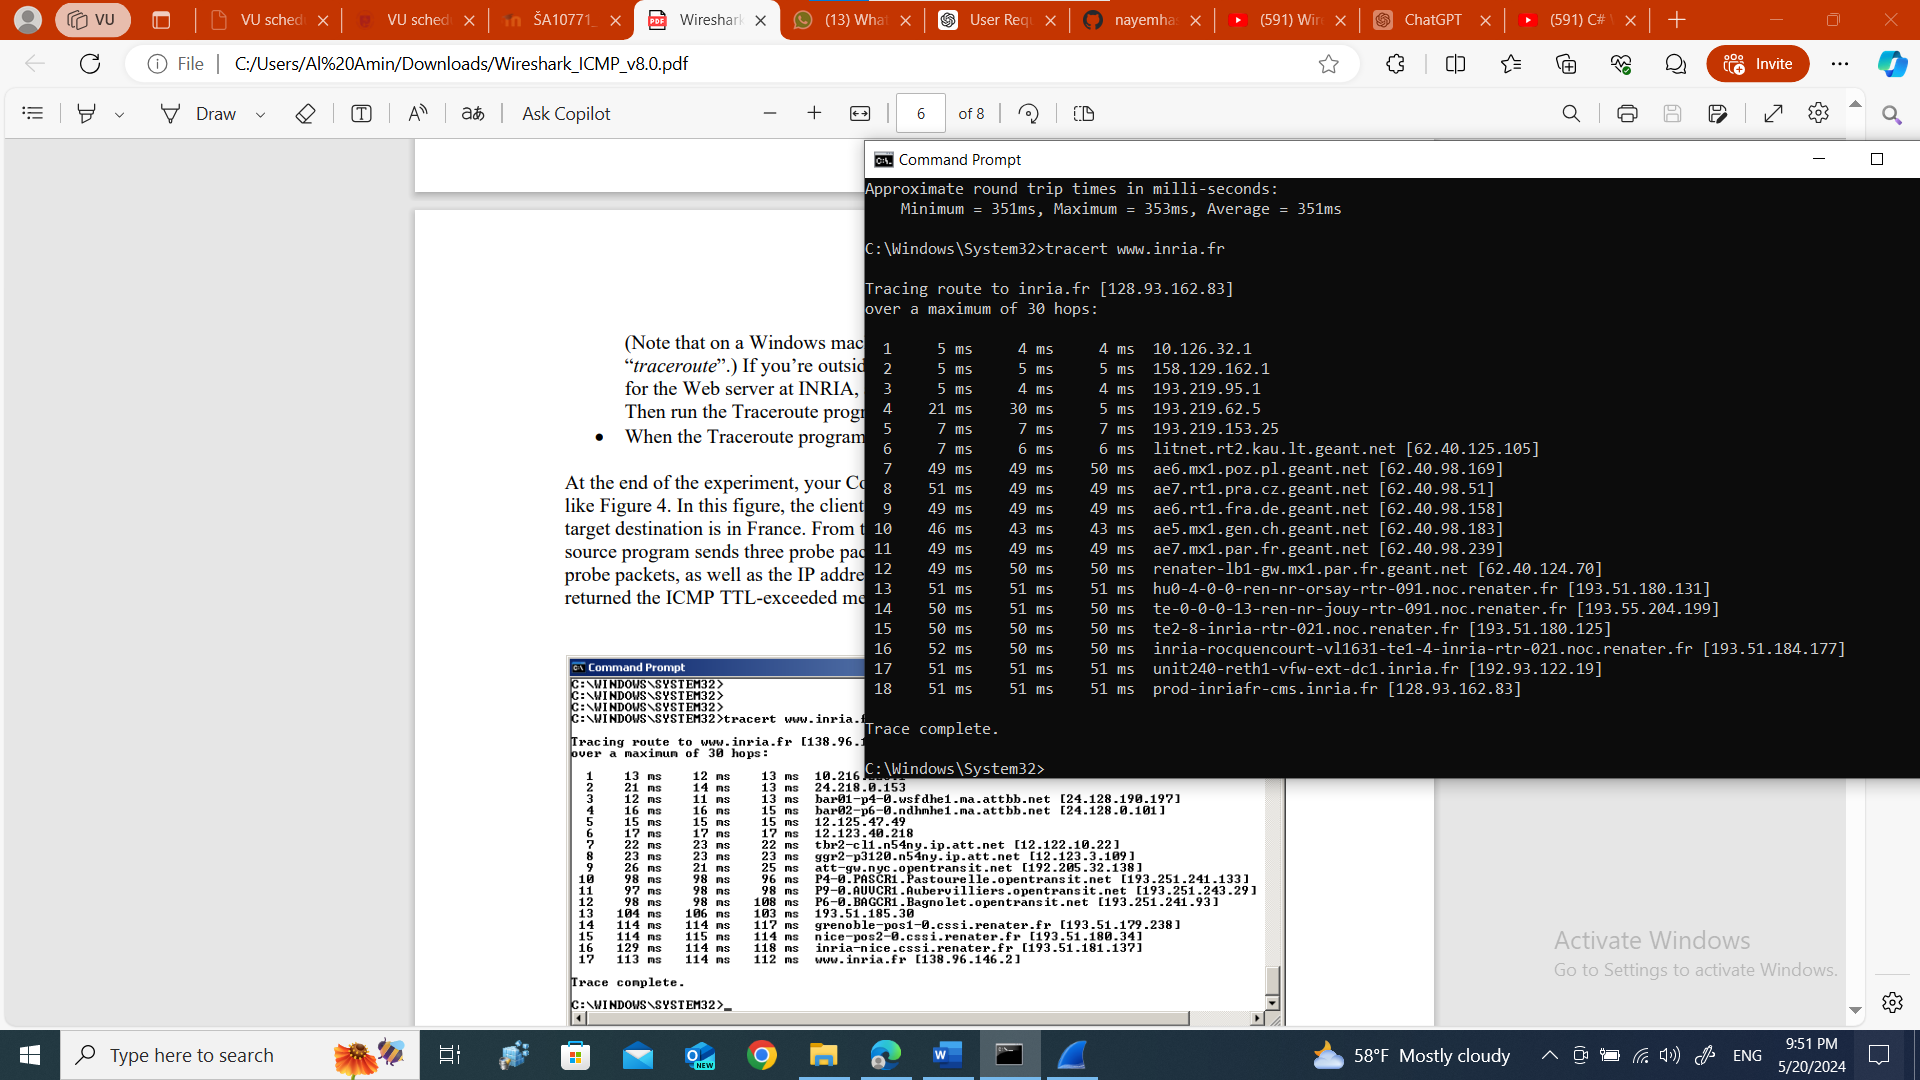 VU
VU sched
VU sched
ŠA10771_
Wireshark
(13) What
User Requ
nayemha
(591) Wir
ChatGPT
(591) C#
File
C:/Users/Al%20Amin/Downloads/Wireshark_ICMP_v8.0.pdf
Invite
Draw
aあ
Ask Copilot
6 of 8
(Note that on a Windows mac
“traceroute”.) If you’re outsid
for the Web server at INRIA,
Then run the Traceroute progr
• When the Traceroute program
At the end of the experiment, your Co
like Figure 4. In this figure, the client
target destination is in France. From t
source program sends three probe pac
probe packets, as well as the IP addre
returned the ICMP TTL-exceeded me
Command Prompt
Approximate round trip times in milli-seconds:
Minimum = 351ms, Maximum = 353ms, Average = 351ms
C:\Windows\System32>tracert www.inria.fr
Tracing route to inria.fr [128.93.162.83]
over a maximum of 30 hops:
1 5 ms 4 ms 4 ms 10.126.32.1
2 5 ms 5 ms 5 ms 158.129.162.1
3 5 ms 4 ms 4 ms 193.219.95.1
4 21 ms 30 ms 5 ms 193.219.62.5
5 7 ms 7 ms 7 ms 193.219.153.25
6 7 ms 6 ms 6 ms litnet.rt2.kau.lt.geant.net [62.40.125.105]
7 49 ms 49 ms 50 ms ae6.mx1.poz.pl.geant.net [62.40.98.169]
8 51 ms 49 ms 49 ms ae7.rt1.pra.cz.geant.net [62.40.98.51]
9 49 ms 49 ms 49 ms ae6.rt1.fra.de.geant.net [62.40.98.158]
10 46 ms 43 ms 43 ms ae5.mx1.gen.ch.geant.net [62.40.98.183]
11 49 ms 49 ms 49 ms ae7.mx1.par.fr.geant.net [62.40.98.239]
12 49 ms 50 ms 50 ms renater-lb1-gw.mx1.par.fr.geant.net [62.40.124.70]
13 51 ms 51 ms 51 ms hu0-4-0-0-ren-nr-orsay-rtr-091.noc.renater.fr [193.51.180.131]
14 50 ms 51 ms 50 ms te-0-0-0-13-ren-nr-jouy-rtr-091.noc.renater.fr [193.55.204.199]
15 50 ms 50 ms 50 ms te2-8-inria-rtr-021.noc.renater.fr [193.51.180.125]
16 52 ms 50 ms 50 ms inria-rocquencourt-vl1631-te1-4-inria-rtr-021.noc.renater.fr [193.51.184.177]
17 51 ms 51 ms 51 ms unit240-reth1-vfw-ext-dc1.inria.fr [192.93.122.19]
18 51 ms 51 ms 51 ms prod-inriafr-cms.inria.fr [128.93.162.83]
Trace complete.
C:\Windows\System32>
Command Prompt
C:\WINDOWS\SYSTEM32>
C:\WINDOWS\SYSTEM32>
C:\WINDOWS\SYSTEM32>
C:\WINDOWS\SYSTEM32>tracert www.inria.f
Tracing route to www.inria.fr [138.96.1
over a maximum of 30 hops:
1 13 ms 12 ms 13 ms 10.216.
2 21 ms 14 ms 13 ms 24.218.0.153
3 12 ms 11 ms 13 ms bar01-p4-0.wsfdhe1.ma.attbb.net [24.128.190.197]
4 16 ms 16 ms 15 ms bar02-p6-0.ndhmhe1.ma.attbb.net [24.128.0.101]
5 15 ms 15 ms 15 ms 12.125.47.49
6 17 ms 17 ms 17 ms 12.123.40.218
7 22 ms 23 ms 22 ms tbr2-cl1.n54ny.ip.att.net [12.122.10.22]
8 23 ms 23 ms 23 ms ggr2-p3120.n54ny.ip.att.net [12.123.3.109]
9 26 ms 21 ms 25 ms att-gw.nyc.opentransit.net [192.205.32.138]
10 98 ms 98 ms 96 ms P4-0.PASCR1.Pastourelle.opentransit.net [193.251.241.133]
11 97 ms 98 ms 98 ms P9-0.AUVCR1.Aubervilliers.opentransit.net [193.251.243.29]
12 98 ms 98 ms 108 ms P6-0.BAGCR1.Bagnolet.opentransit.net [193.251.241.93]
13 104 ms 106 ms 103 ms 193.51.185.30
14 114 ms 114 ms 117 ms grenoble-pos1-0.cssi.renater.fr [193.51.179.238]
15 114 ms 115 ms 114 ms nice-pos2-0.cssi.renater.fr [193.51.180.34]
16 129 ms 114 ms 118 ms inria-nice.cssi.renater.fr [193.51.181.137]
17 113 ms 114 ms 112 ms www.inria.fr [138.96.146.2]
Trace complete.
C:\WINDOWS\SYSTEM32>_
Activate Windows
Go to Settings to activate Windows.
Type here to search
NEW
58°F Mostly cloudy
ENG
9:51 PM
5/20/2024